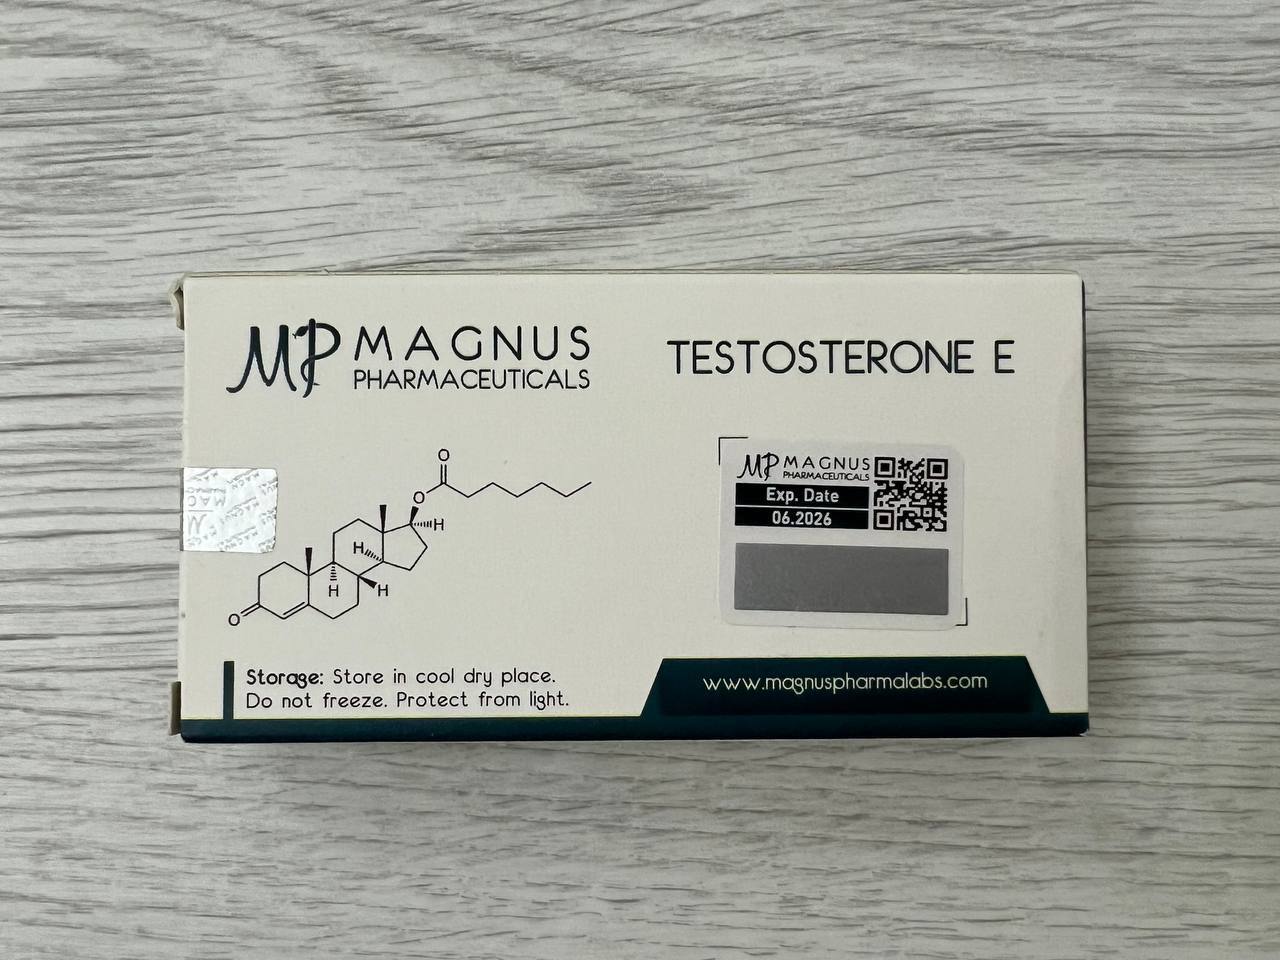 MP MAGNUS
PHARMACEUTICALS
TESTOSTERONE E
O
O
H
H
H
H
O
MP MAGNUS
PHARMACEUTICALS
Exp. Date
06.2026
MAGNUS
Storage: Store in cool dry place.
Do not freeze. Protect from light.
www.magnuspharmalabs.com